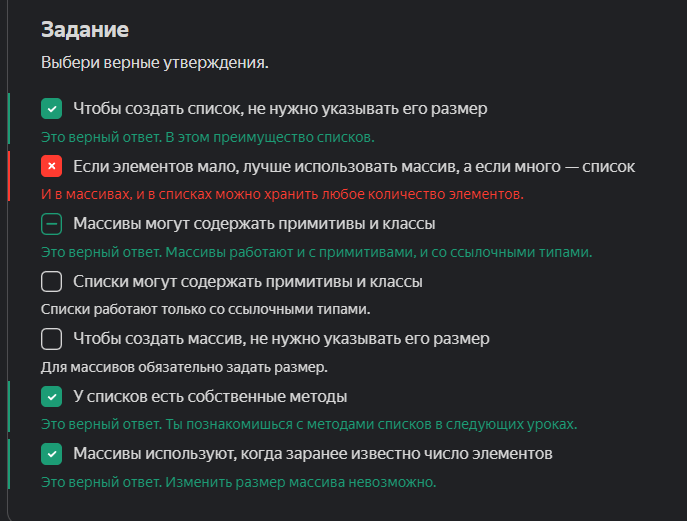 Задание
Выбери верные утверждения.
Чтобы создать список, не нужно указывать его размер
Это верный ответ. В этом преимущество списков.
Если элементов мало, лучше использовать массив, а если много — список
И в массивах, и в списках можно хранить любое количество элементов.
Массивы могут содержать примитивы и классы
Это верный ответ. Массивы работают и с примитивами, и со ссылочными типами.
Списки могут содержать примитивы и классы
Списки работают только со ссылочными типами.
Чтобы создать массив, не нужно указывать его размер
Для массивов обязательно задать размер.
У списков есть собственные методы
Это верный ответ. Ты познакомишься с методами списков в следующих уроках.
Массивы используют, когда заранее известно число элементов
Это верный ответ. Изменить размер массива невозможно.